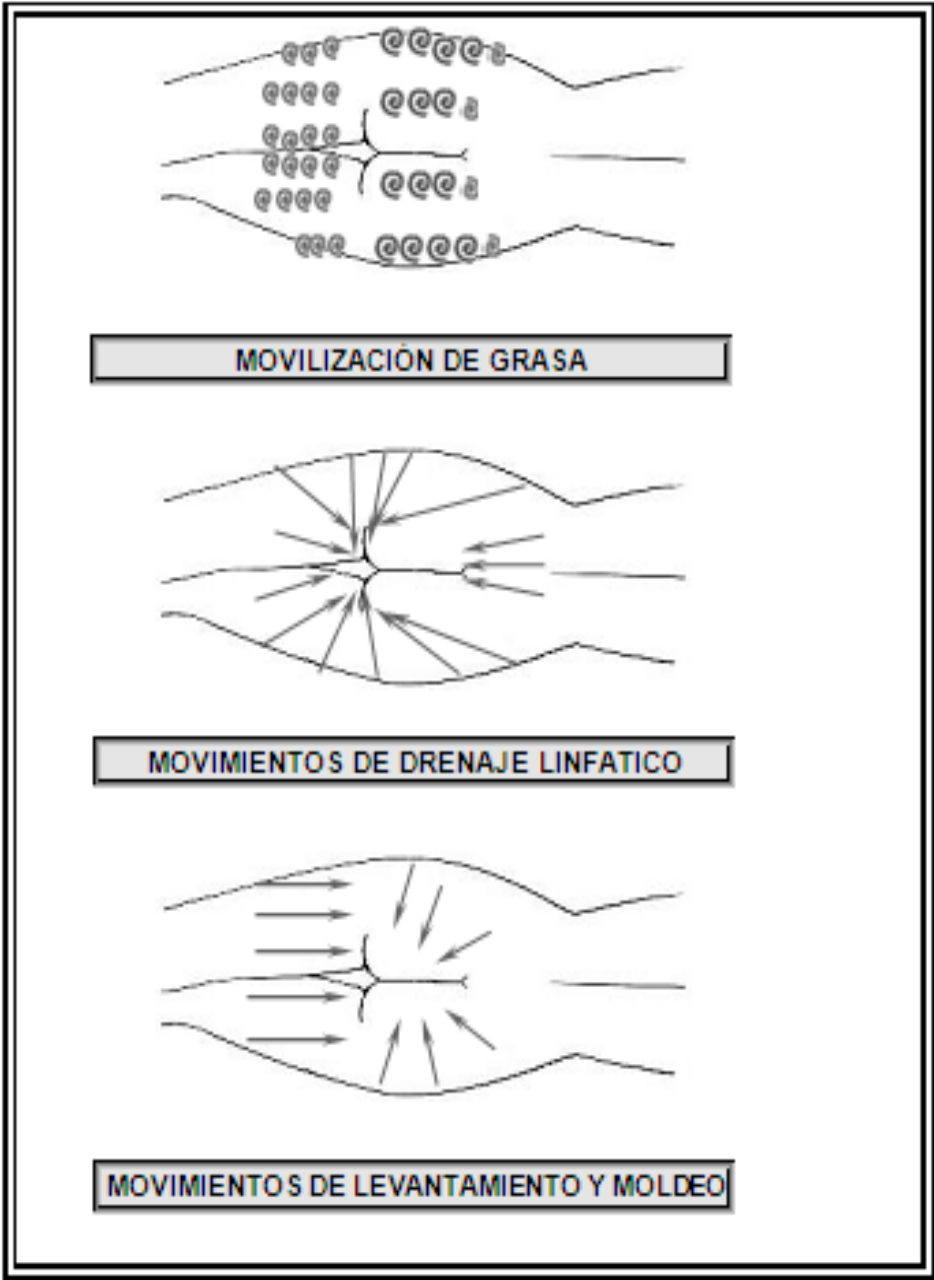 MOVILIZACIÓN DE GRASA
MOVIMIENTOS DE DRENAJE LINFATICO
MOVIMIENTOS DE LEVANTAMIENTO Y MOLDEO